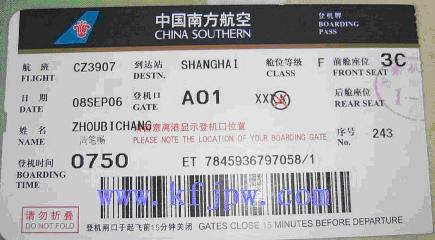 中国南方航空
CHINA SOUTHERN
登机牌
BOARDING
PASS
航班 到达站 舱位等级 前舱座位
FLIGHT CZ3907 DESTN. SHANGHAI CLASS F FRONT SEAT 3C
日期 登机口 后舱座位
DATE 08SEP06 GATE A01 REAR SEAT
姓名 ZHOUBICHANG 离港显示登机口位置 序号
NAME PLEASE NOTE THE LOCATION OF YOUR BOARDING GATE No. 243
登机时间
BOARDING
TIME 0750 ET 7845936797058/1
www.kfjpw.com
请勿折叠
DO NOT FOLD
登机闸口于起飞前15分钟关闭 GATES CLOSE 15 MINUTES BEFORE DEPARTURE